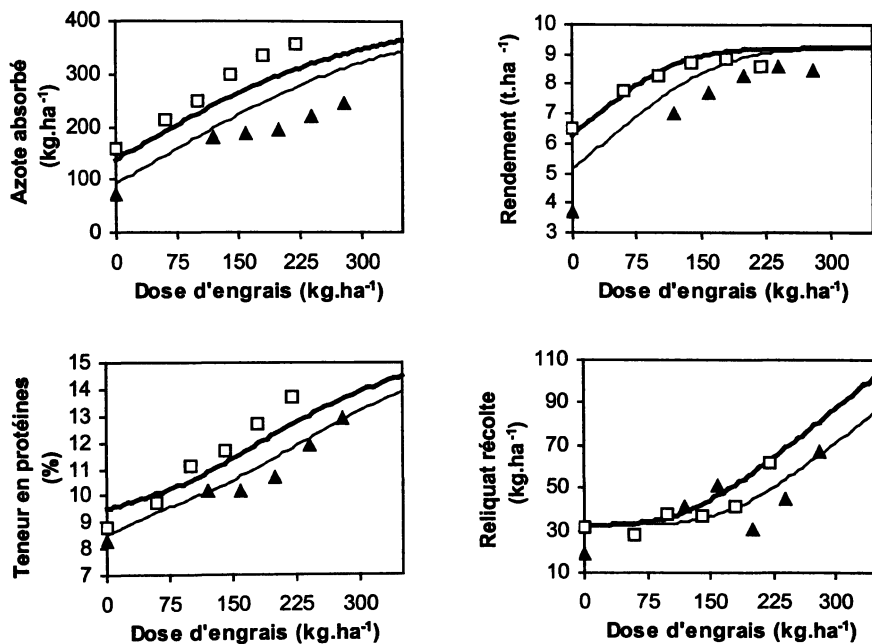 Azote absorbé
(kg.ha⁻¹)
400
300
200
100
0
0 75 150 225 300
Dose d'engrais (kg.ha⁻¹)
Rendement (t.ha ⁻¹)
10
9
8
7
6
5
4
3
0 75 150 225 300
Dose d'engrais (kg.ha⁻¹)
Teneur en protéines
(%)
15
14
13
12
11
10
9
8
7
0 75 150 225 300
Dose d'engrais (kg.ha⁻¹)
Reliquat récolte
(kg.ha⁻¹)
110
90
70
50
30
10
0 75 150 225 300
Dose d'engrais (kg.ha⁻¹)